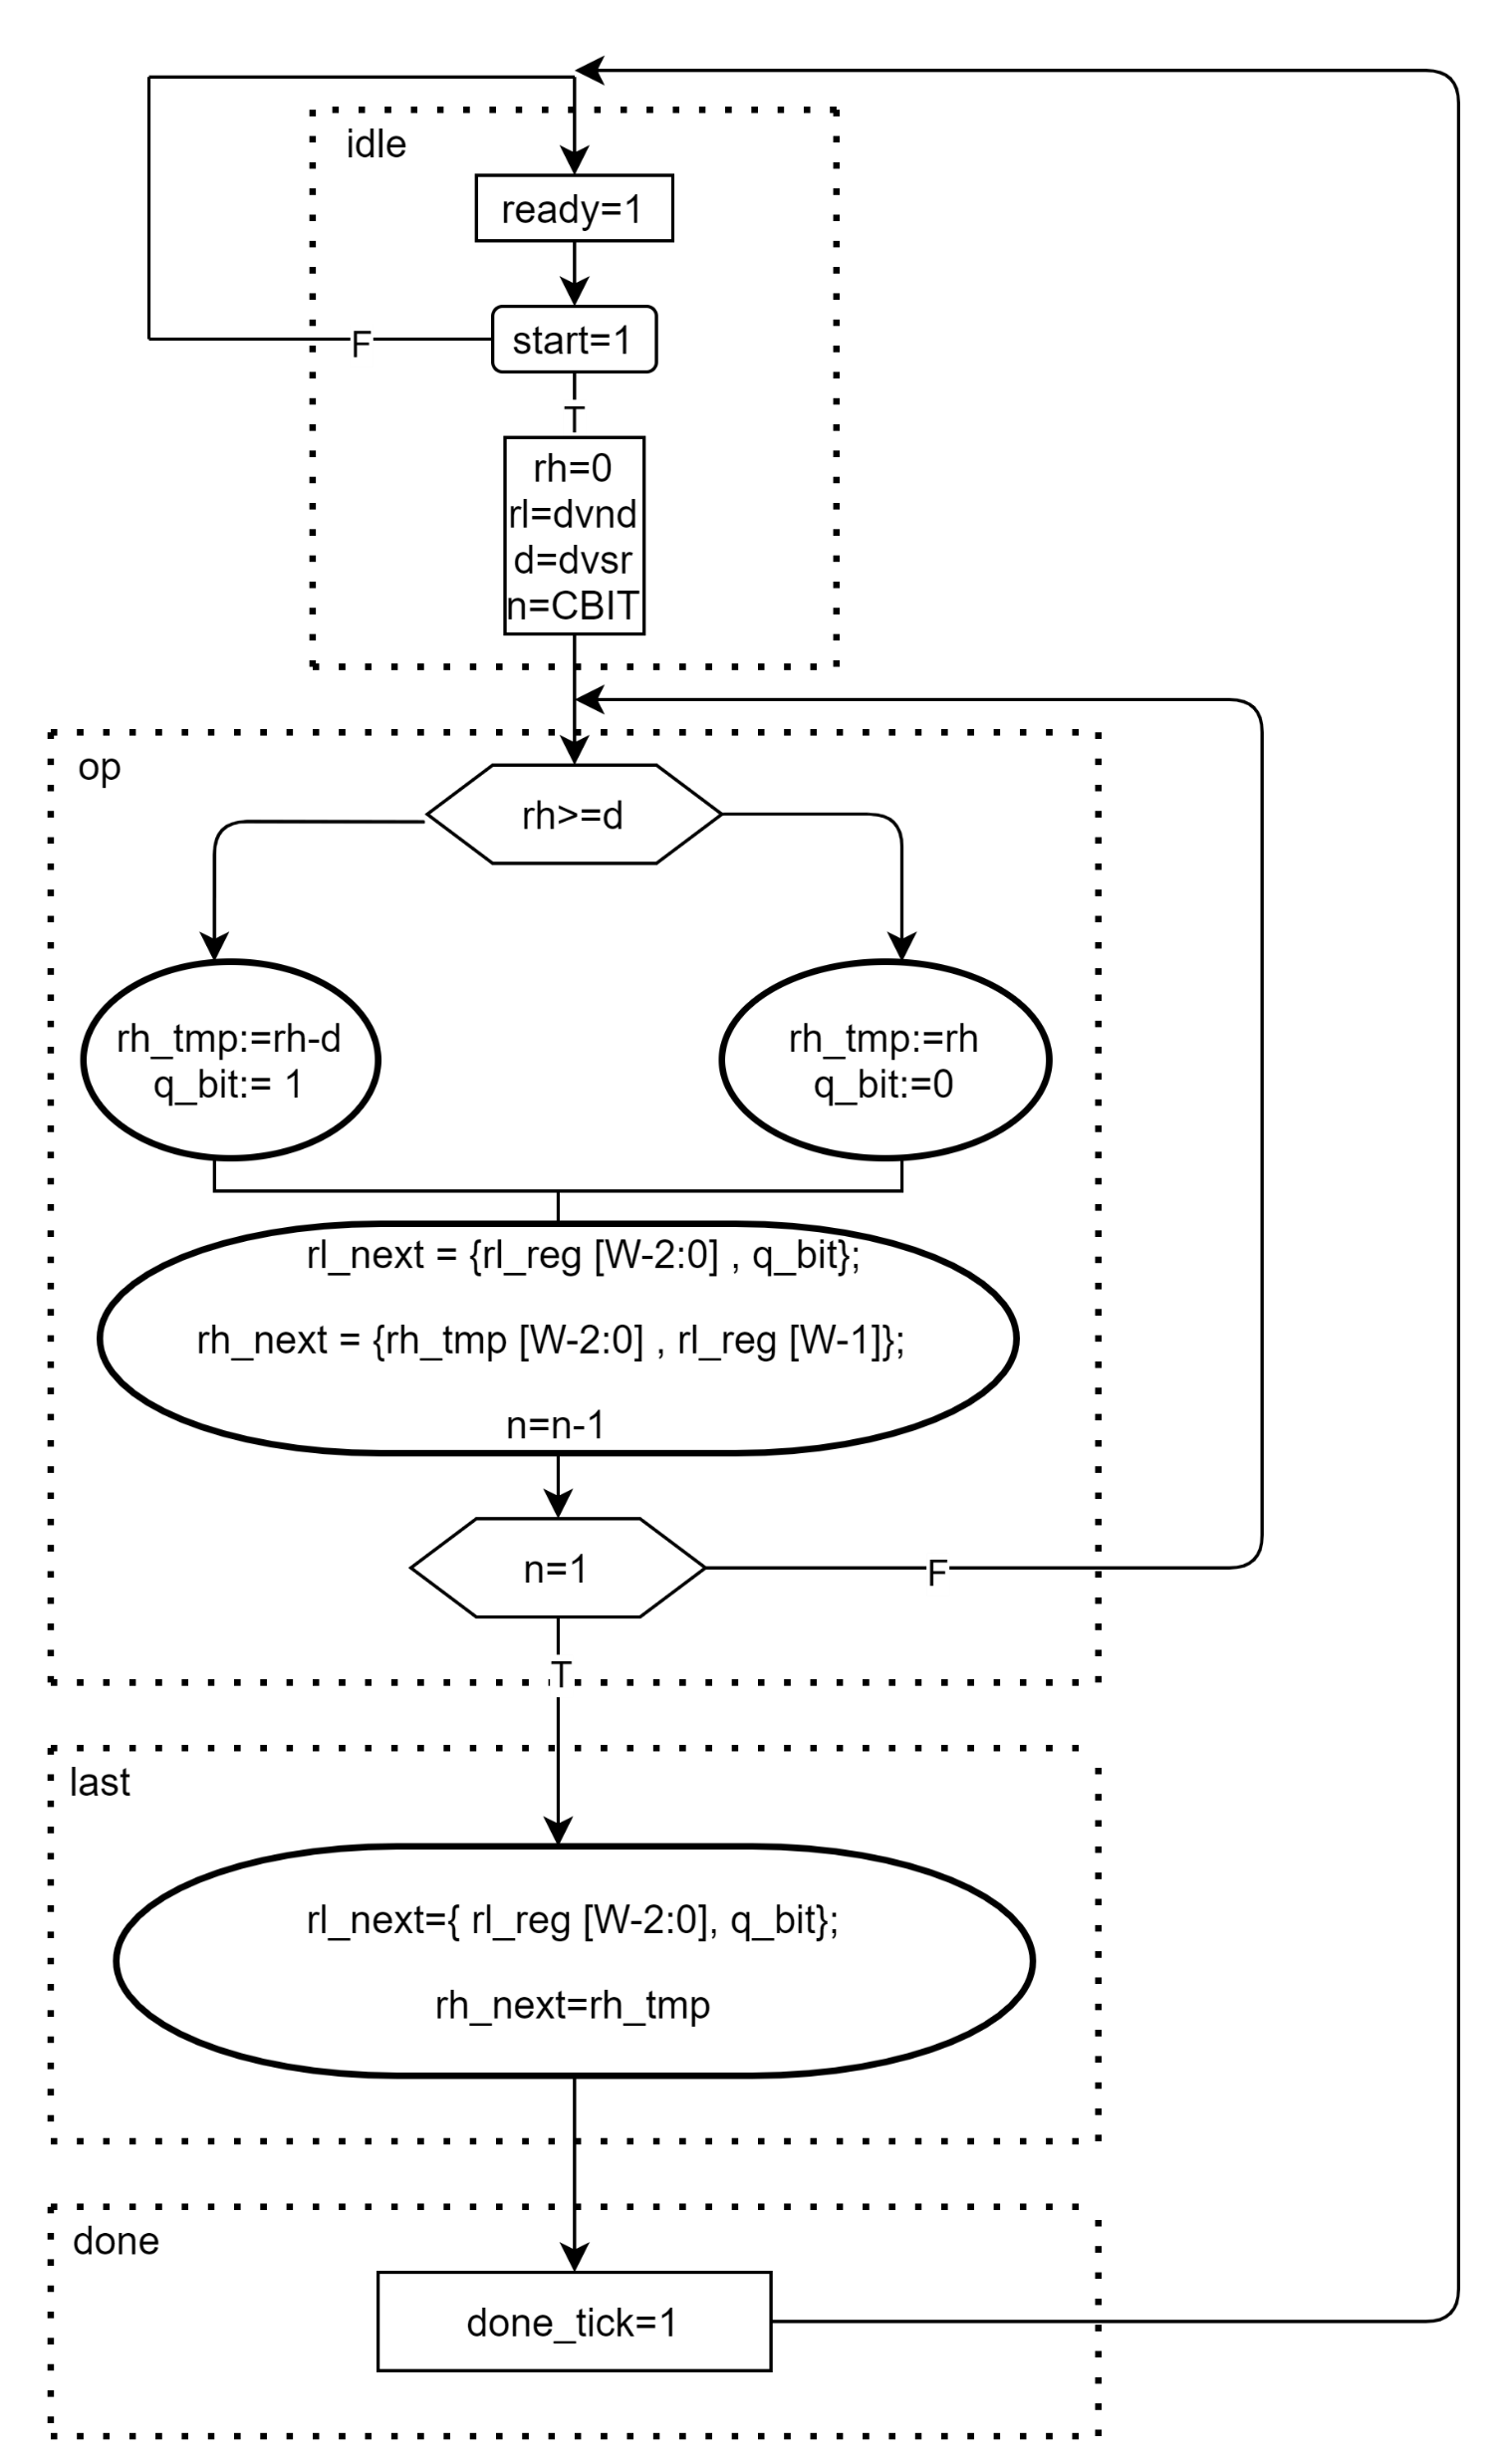 idle
ready=1
start=1
F
T
rh=0
rl=dvnd
d=dvsr
n=CBIT
op
rh>=d
rh_tmp:=rh-d
q_bit:= 1
rh_tmp:=rh
q_bit:=0
rl_next = {rl_reg [W-2:0] , q_bit};
rh_next = {rh_tmp [W-2:0] , rl_reg [W-1]};
n=n-1
n=1
F
T
last
rl_next={ rl_reg [W-2:0], q_bit};
rh_next=rh_tmp
done
done_tick=1